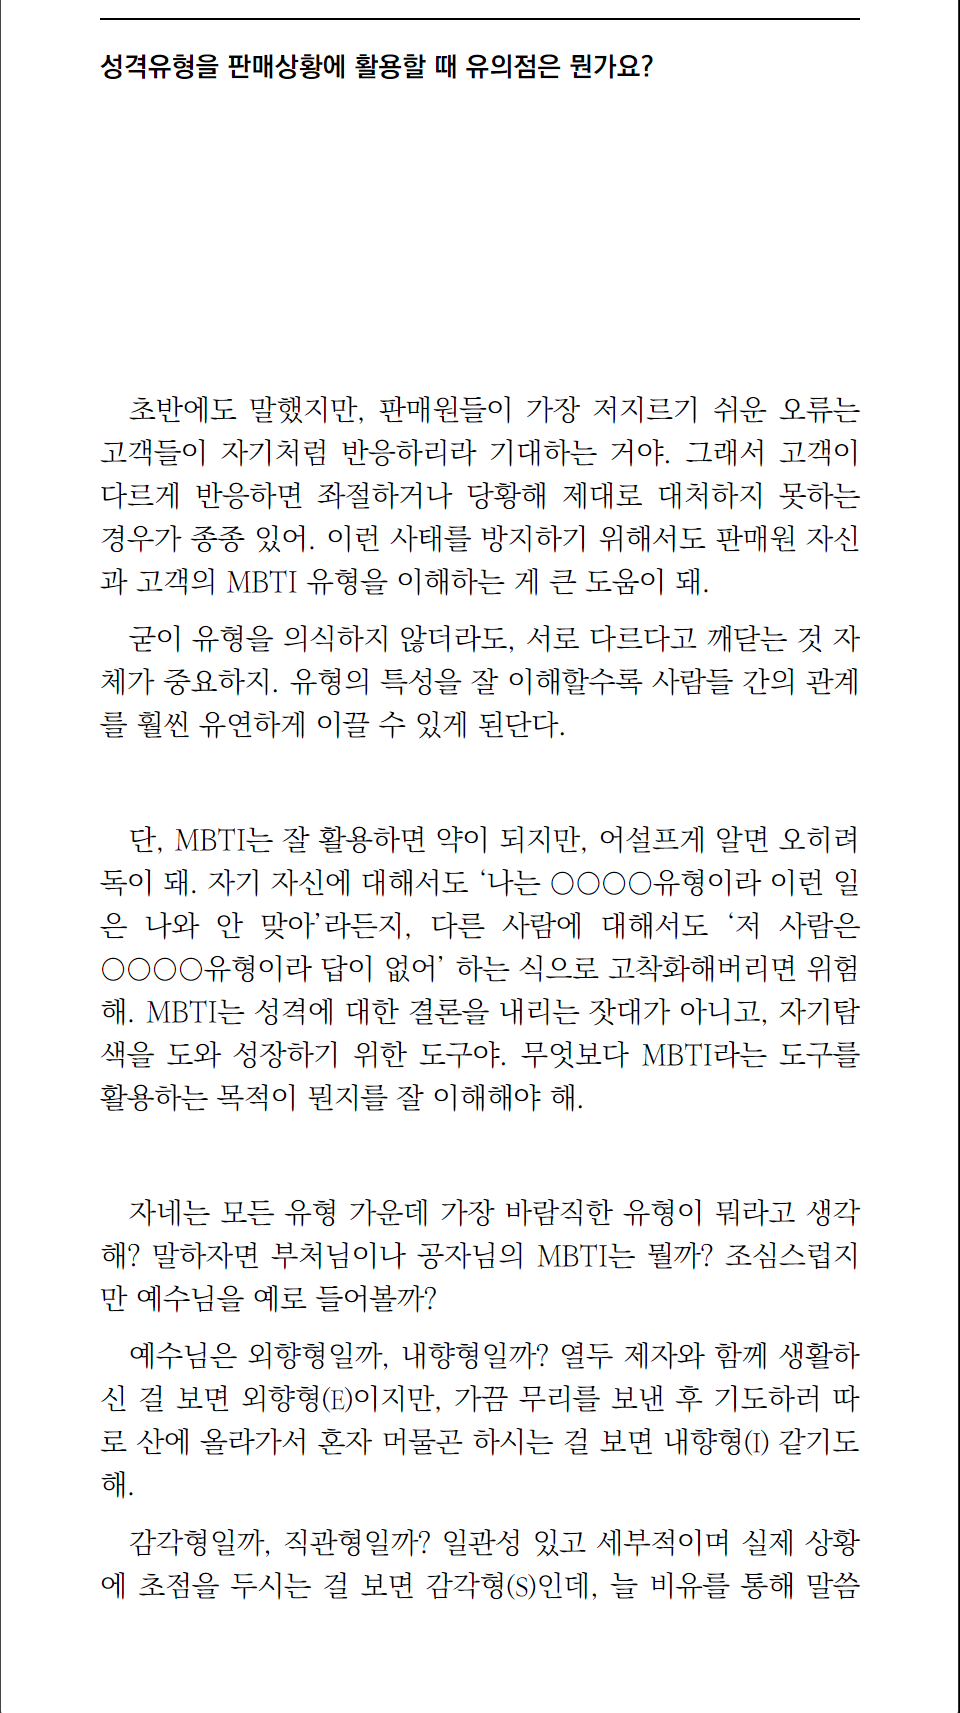 성격유형을 판매상황에 활용할 때 유의점은 뭔가요?
초반에도 말했지만, 판매원들이 가장 저지르기 쉬운 오류는
고객들이 자기처럼 반응하리라 기대하는 거야. 그래서 고객이
다르게 반응하면 좌절하거나 당황해 제대로 대처하지 못하는
경우가 종종 있어. 이런 사태를 방지하기 위해서도 판매원 자신
과 고객의 MBTI 유형을 이해하는 게 큰 도움이 돼.
굳이 유형을 의식하지 않더라도, 서로 다르다고 깨닫는 것 자
체가 중요하지. 유형의 특성을 잘 이해할수록 사람들 간의 관계
를 훨씬 유연하게 이끌 수 있게 된단다.
단, MBTI는 잘 활용하면 약이 되지만, 어설프게 알면 오히려
독이 돼. 자기 자신에 대해서도 ‘나는 ○○○○유형이라 이런 일
은 나와 안 맞아’라든지, 다른 사람에 대해서도 ‘저 사람은
○○○○유형이라 답이 없어’ 하는 식으로 고착화해버리면 위험
해. MBTI는 성격에 대한 결론을 내리는 잣대가 아니고, 자기탐
색을 도와 성장하기 위한 도구야. 무엇보다 MBTI라는 도구를
활용하는 목적이 뭔지를 잘 이해해야 해.
자네는 모든 유형 가운데 가장 바람직한 유형이 뭐라고 생각
해? 말하자면 부처님이나 공자님의 MBTI는 뭘까? 조심스럽지
만 예수님을 예로 들어볼까?
예수님은 외향형일까, 내향형일까? 열두 제자와 함께 생활하
신 걸 보면 외향형(E)이지만, 가끔 무리를 보낸 후 기도하러 따
로 산에 올라가서 혼자 머물곤 하시는 걸 보면 내향형(I) 같기도
해.
감각형일까, 직관형일까? 일관성 있고 세부적이며 실제 상황
에 초점을 두시는 걸 보면 감각형(S)인데, 늘 비유를 통해 말씀